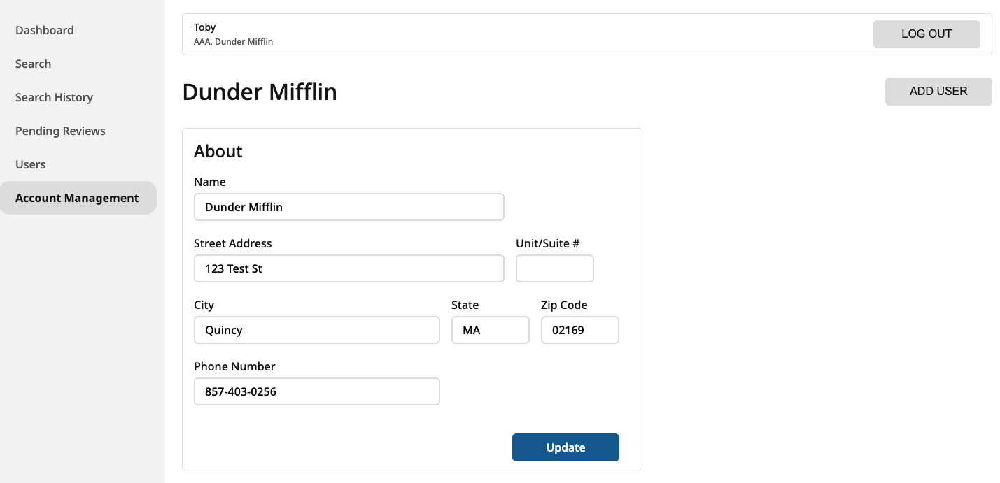 Dashboard
Search
Search History
Pending Reviews
Users
Account Management
Toby
AAA, Dunder Mifflin
LOG OUT
Dunder Mifflin
ADD USER
About
Name
Dunder Mifflin
Street Address
Unit/Suite #
123 Test St
City
State
Zip Code
Quincy
MA
02169
Phone Number
857-403-0256
Update